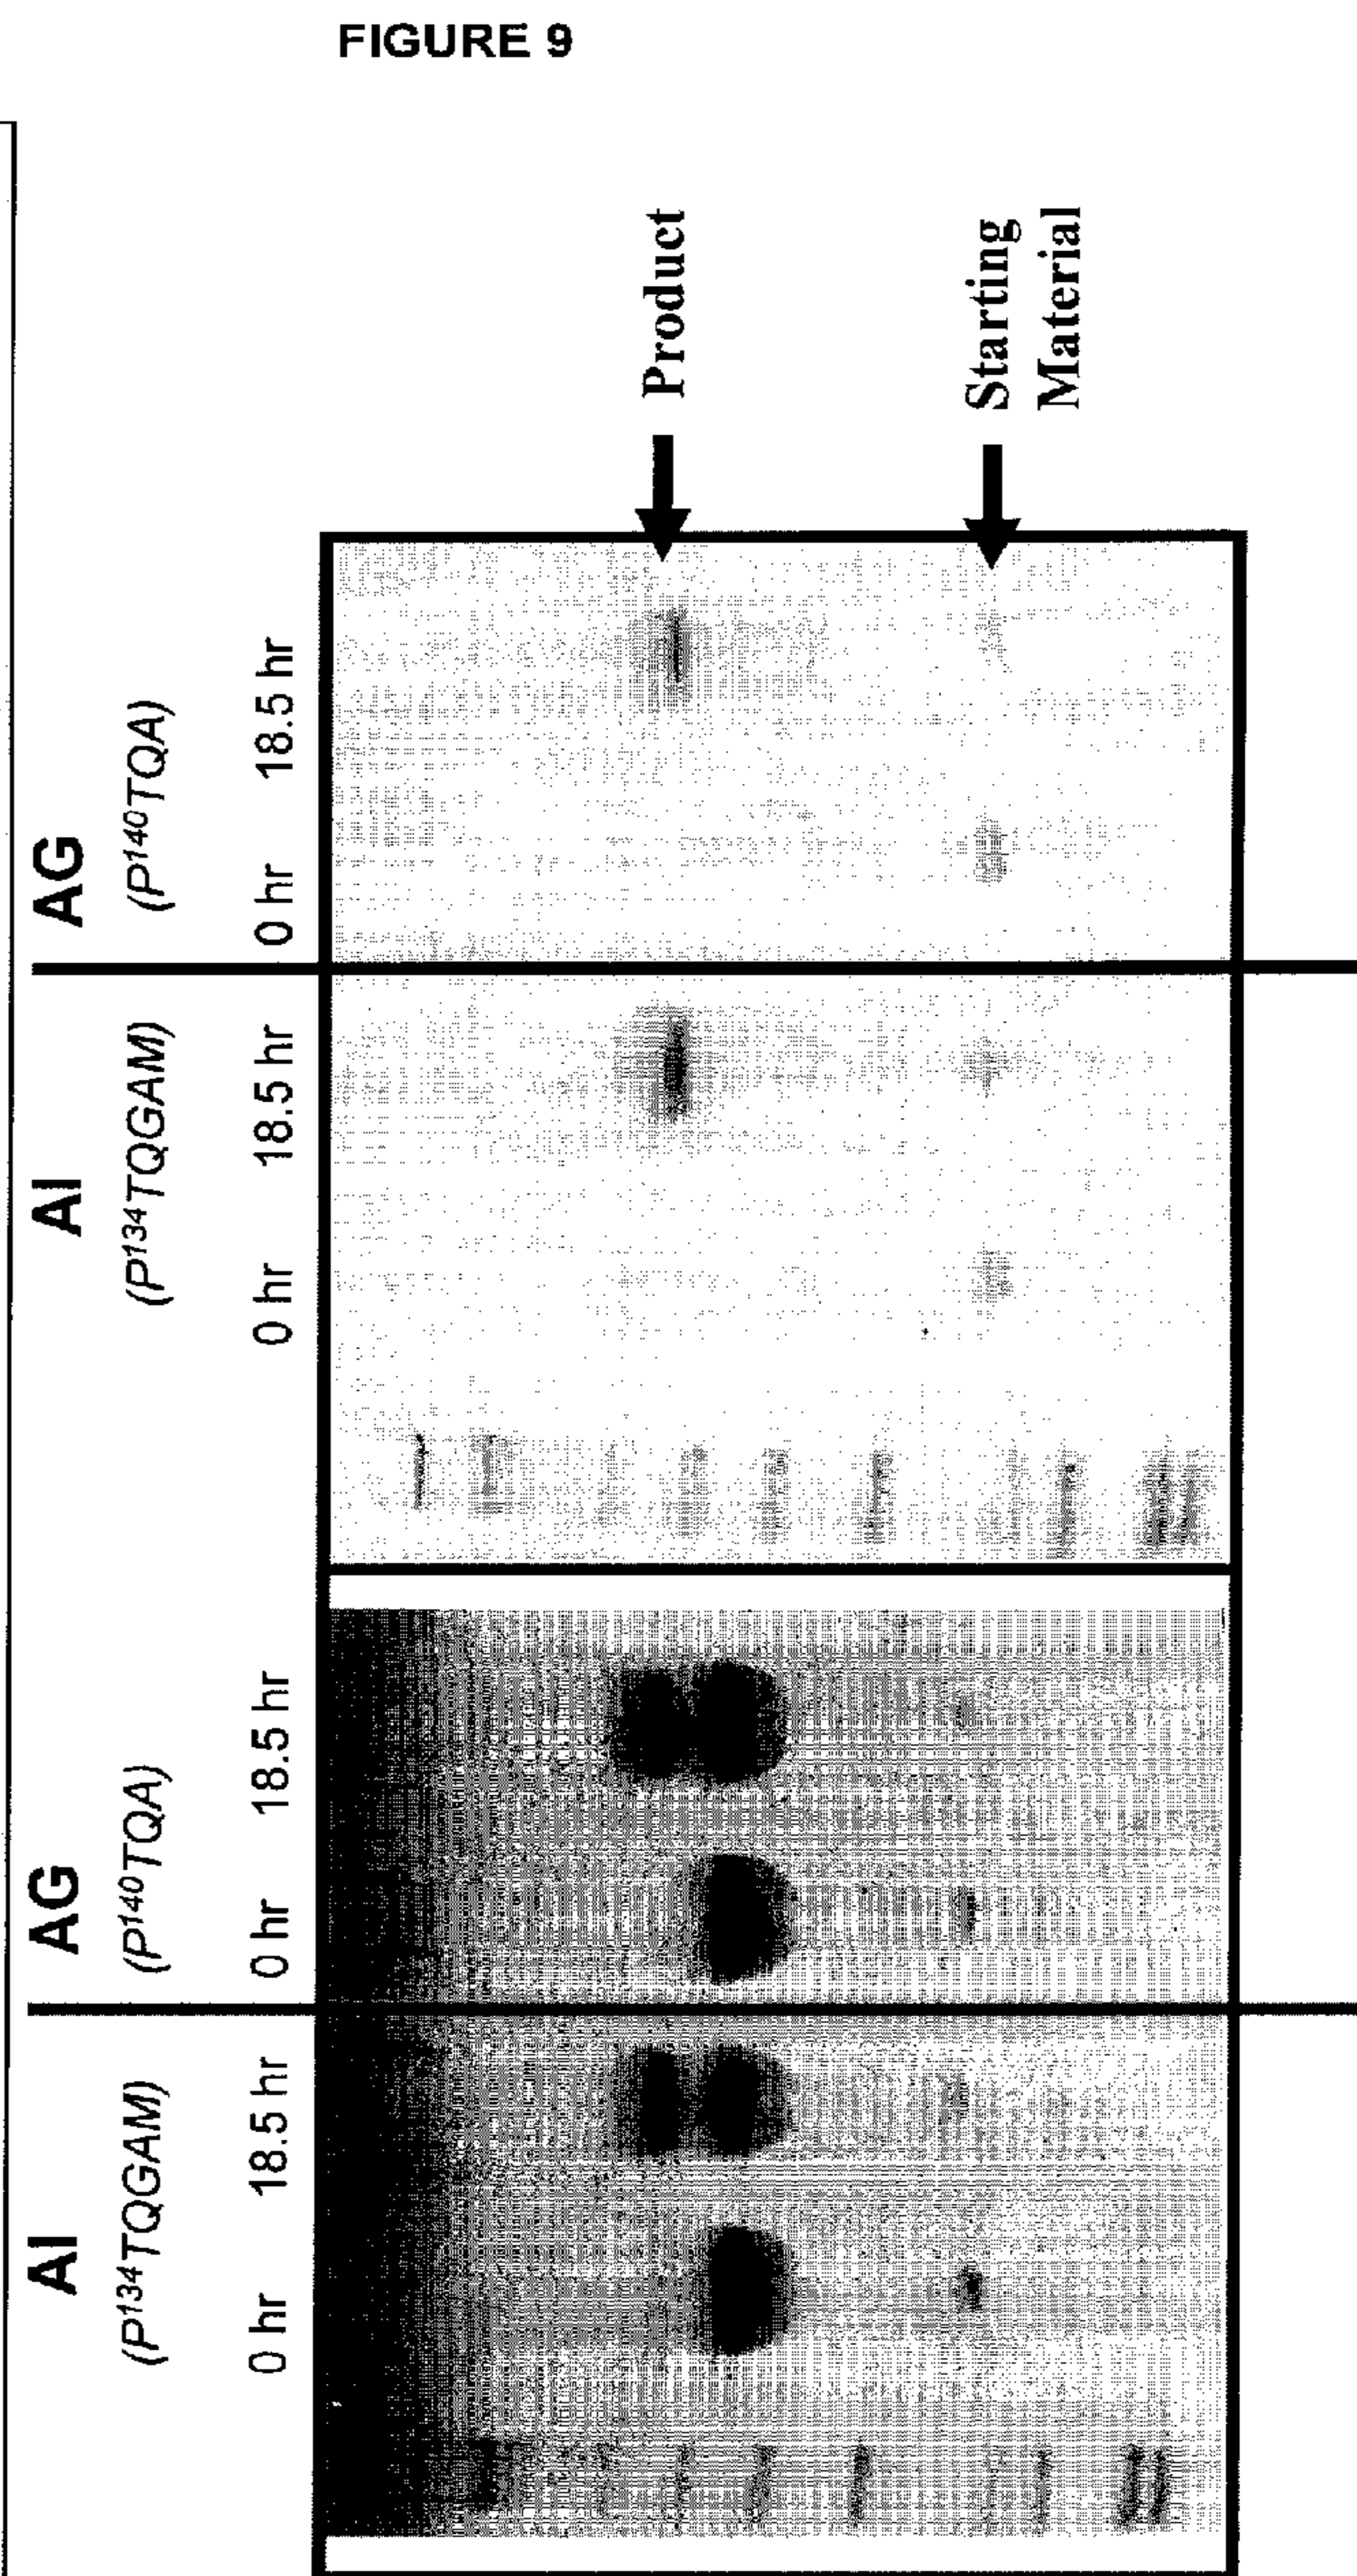 FIGURE 9
AI
AG
AI
AG
(P134TQGAM)
(P140TQA)
(P134TQGAM)
(P140TQA)
0 hr 18.5 hr
0 hr 18.5 hr
0 hr 18.5 hr
0 hr 18.5 hr
Product
Starting
Material